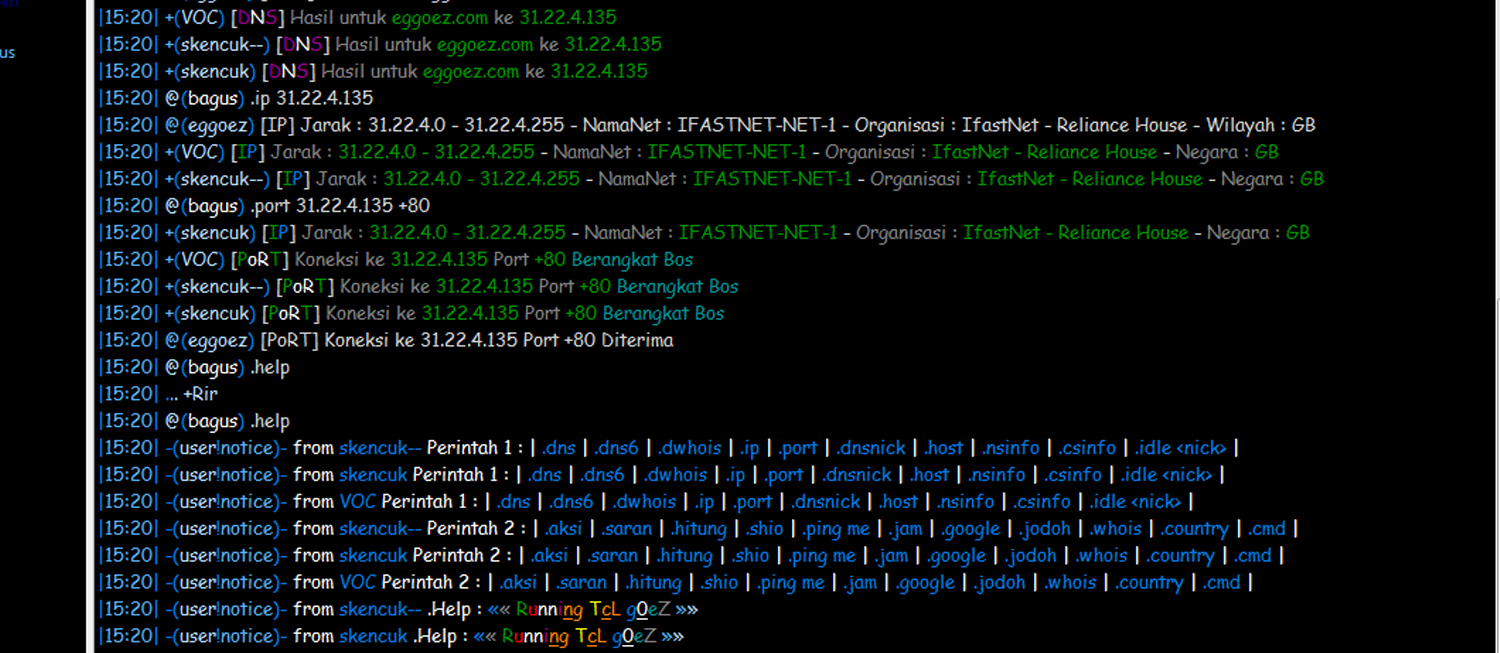 us
|15:20| +(VOC) [DNS] Hasil untuk eggoez.com ke 31.22.4.135
|15:20| +(skencuk--) [DNS] Hasil untuk eggoez.com ke 31.22.4.135
|15:20| +(skencuk) [DNS] Hasil untuk eggoez.com ke 31.22.4.135
|15:20| @(bagus) .ip 31.22.4.135
|15:20| @(eggoez) [IP] Jarak : 31.22.4.0 - 31.22.4.255 - NamaNet : IFASTNET-NET-1 - Organisasi : IfastNet - Reliance House - Wilayah : GB
|15:20| +(VOC) [IP] Jarak : 31.22.4.0 - 31.22.4.255 - NamaNet : IFASTNET-NET-1 - Organisasi : IfastNet - Reliance House - Negara : GB
|15:20| +(skencuk--) [IP] Jarak : 31.22.4.0 - 31.22.4.255 - NamaNet : IFASTNET-NET-1 - Organisasi : IfastNet - Reliance House - Negara : GB
|15:20| @(bagus) .port 31.22.4.135 +80
|15:20| +(skencuk) [IP] Jarak : 31.22.4.0 - 31.22.4.255 - NamaNet : IFASTNET-NET-1 - Organisasi : IfastNet - Reliance House - Negara : GB
|15:20| +(VOC) [PoRT] Koneksi ke 31.22.4.135 Port +80 Berangkat Bos
|15:20| +(skencuk--) [PoRT] Koneksi ke 31.22.4.135 Port +80 Berangkat Bos
|15:20| +(skencuk) [PoRT] Koneksi ke 31.22.4.135 Port +80 Berangkat Bos
|15:20| @(eggoez) [PoRT] Koneksi ke 31.22.4.135 Port +80 Diterima
|15:20| @(bagus) .help
|15:20| ... +Rir
|15:20| @(bagus) .help
|15:20| -(user!notice)- from skencuk-- Perintah 1 : | .dns | .dns6 | .dwhois | .ip | .port | .dnsnick | .host | .nsinfo | .csinfo | .idle <nick> |
|15:20| -(user!notice)- from skencuk Perintah 1 : | .dns | .dns6 | .dwhois | .ip | .port | .dnsnick | .host | .nsinfo | .csinfo | .idle <nick> |
|15:20| -(user!notice)- from VOC Perintah 1 : | .dns | .dns6 | .dwhois | .ip | .port | .dnsnick | .host | .nsinfo | .csinfo | .idle <nick> |
|15:20| -(user!notice)- from skencuk-- Perintah 2 : | .aksi | .saran | .hitung | .shio | .ping me | .jam | .google | .jodoh | .whois | .country | .cmd |
|15:20| -(user!notice)- from skencuk Perintah 2 : | .aksi | .saran | .hitung | .shio | .ping me | .jam | .google | .jodoh | .whois | .country | .cmd |
|15:20| -(user!notice)- from VOC Perintah 2 : | .aksi | .saran | .hitung | .shio | .ping me | .jam | .google | .jodoh | .whois | .country | .cmd |
|15:20| -(user!notice)- from skencuk-- .Help : «« Running TcL gOeZ »»
|15:20| -(user!notice)- from skencuk .Help : «« Running TcL gOeZ »»